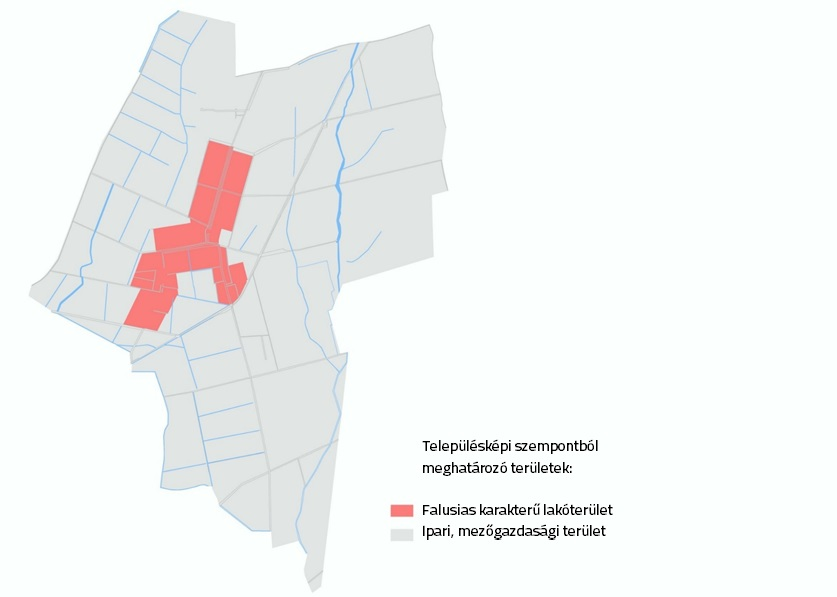 Településképi szempontból
meghatározó területek:
Falusias karakterű lakóterület
Ipari, mezőgazdasági terület